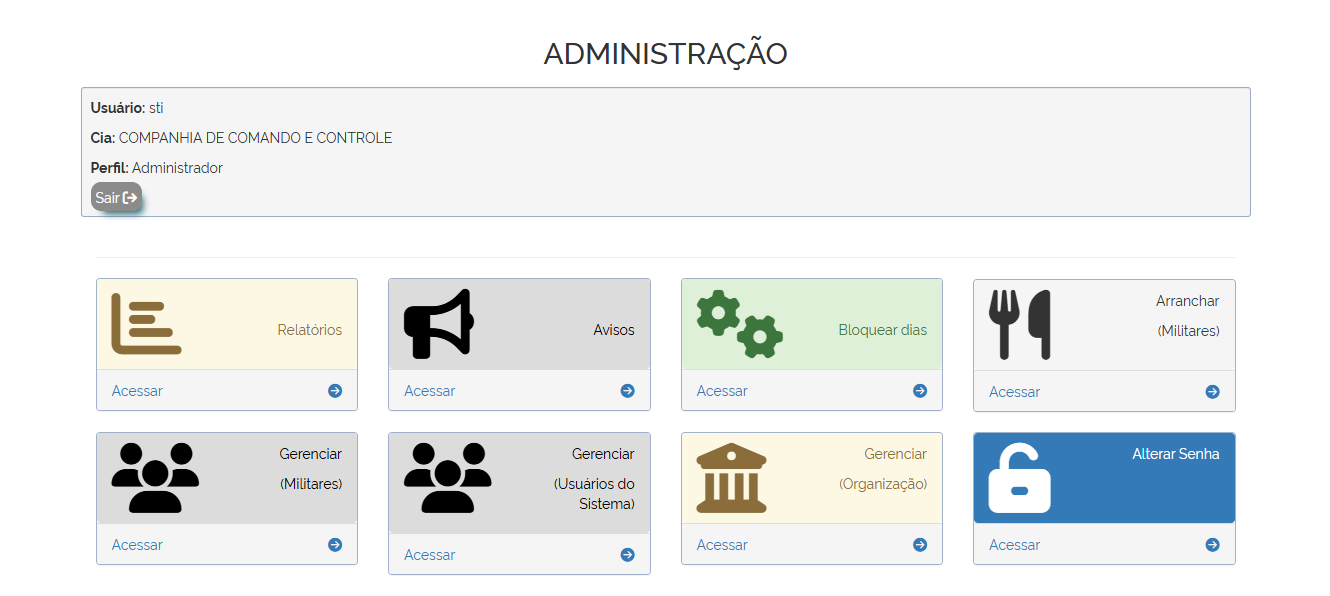 ADMINISTRAÇÃO
Usuário: sti
Cia: COMPANHIA DE COMANDO E CONTROLE
Perfil: Administrador
Sair
Relatórios
Acessar
Avisos
Acessar
Bloquear dias
Acessar
Arranchar
(Militares)
Acessar
Gerenciar
(Militares)
Acessar
Gerenciar
(Usuários do
Sistema)
Acessar
Gerenciar
(Organização)
Acessar
Alterar Senha
Acessar